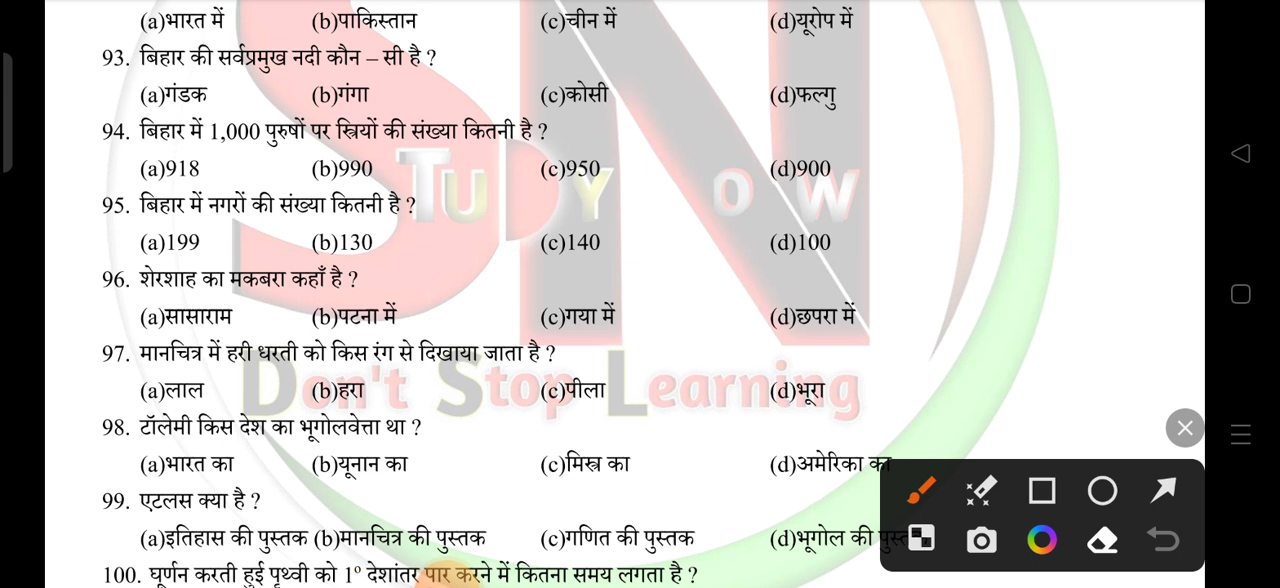 (a)भारत में (b)पाकिस्तान (c)चीन में (d)यूरोप में
93. बिहार की सर्वप्रमुख नदी कौन – सी है ?
(a)गंडक (b)गंगा (c)कोसी (d)फल्गु
94. बिहार में 1,000 पुरुषों पर स्त्रियों की संख्या कितनी है ?
(a)918 (b)990 (c)950 (d)900
95. बिहार में नगरों की संख्या कितनी है ?
(a)199 (b)130 (c)140 (d)100
96. शेरशाह का मकबरा कहाँ है ?
(a)सासाराम (b)पटना में (c)गया में (d)छपरा में
97. मानचित्र में हरी धरती को किस रंग से दिखाया जाता है ?
(a)लाल (b)हरा (c)पीला (d)भूरा
98. टॉलेमी किस देश का भूगोलवेत्ता था ?
(a)भारत का (b)यूनान का (c)मिस्त्र का (d)अमेरिका का
99. एटलस क्या है ?
(a)इतिहास की पुस्तक (b)मानचित्र की पुस्तक (c)गणित की पुस्तक (d)भूगोल की
100. घूर्णन करती हुई पृथ्वी को 1º देशांतर पार करने में कितना समय लगता है ?
STUDY NOW
Don't Stop Learning